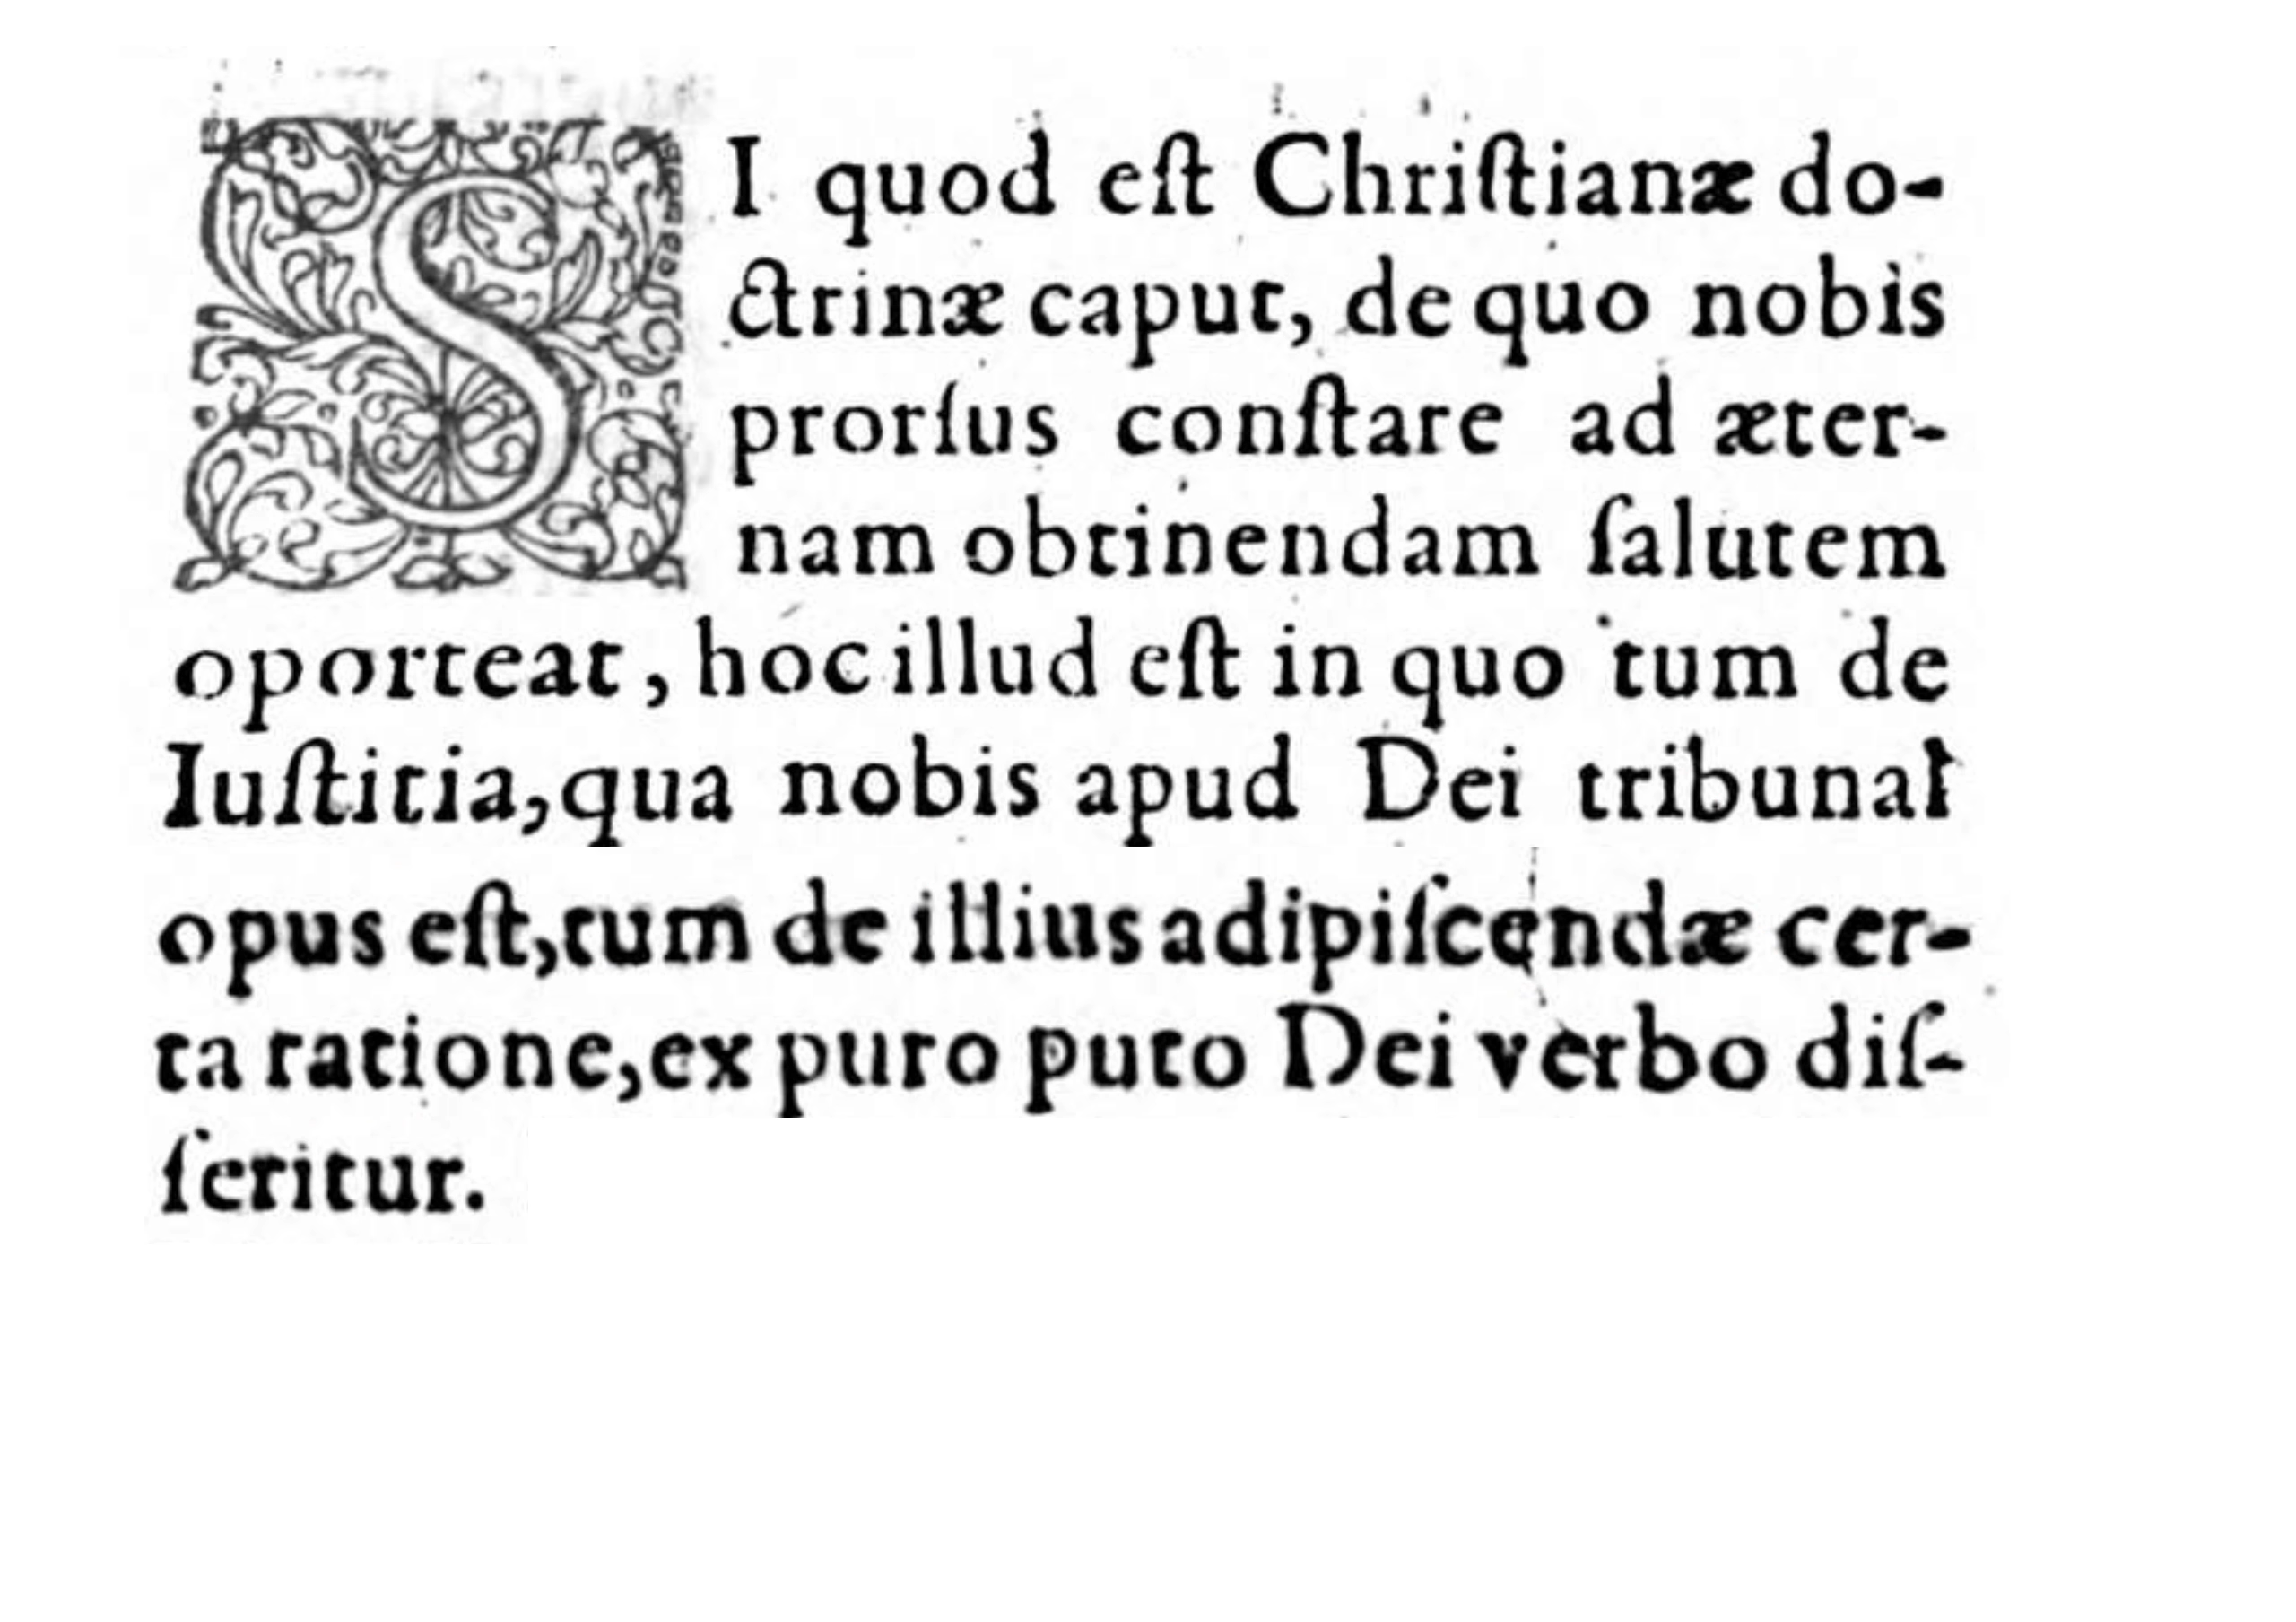 SI quod eſt Chriſtianæ do-
ctrinæ caput, de quo nobis
prorſus conſtare ad æter-
nam obtinendam ſalutem
oporteat, hoc illud eſt in quo tum de
Iuſtitia, qua nobis apud Dei tribunal
opus eſt, tum de illius adipiſcendæ cer-
ta ratione, ex puro puto Dei verbo diſ-
ſeritur.